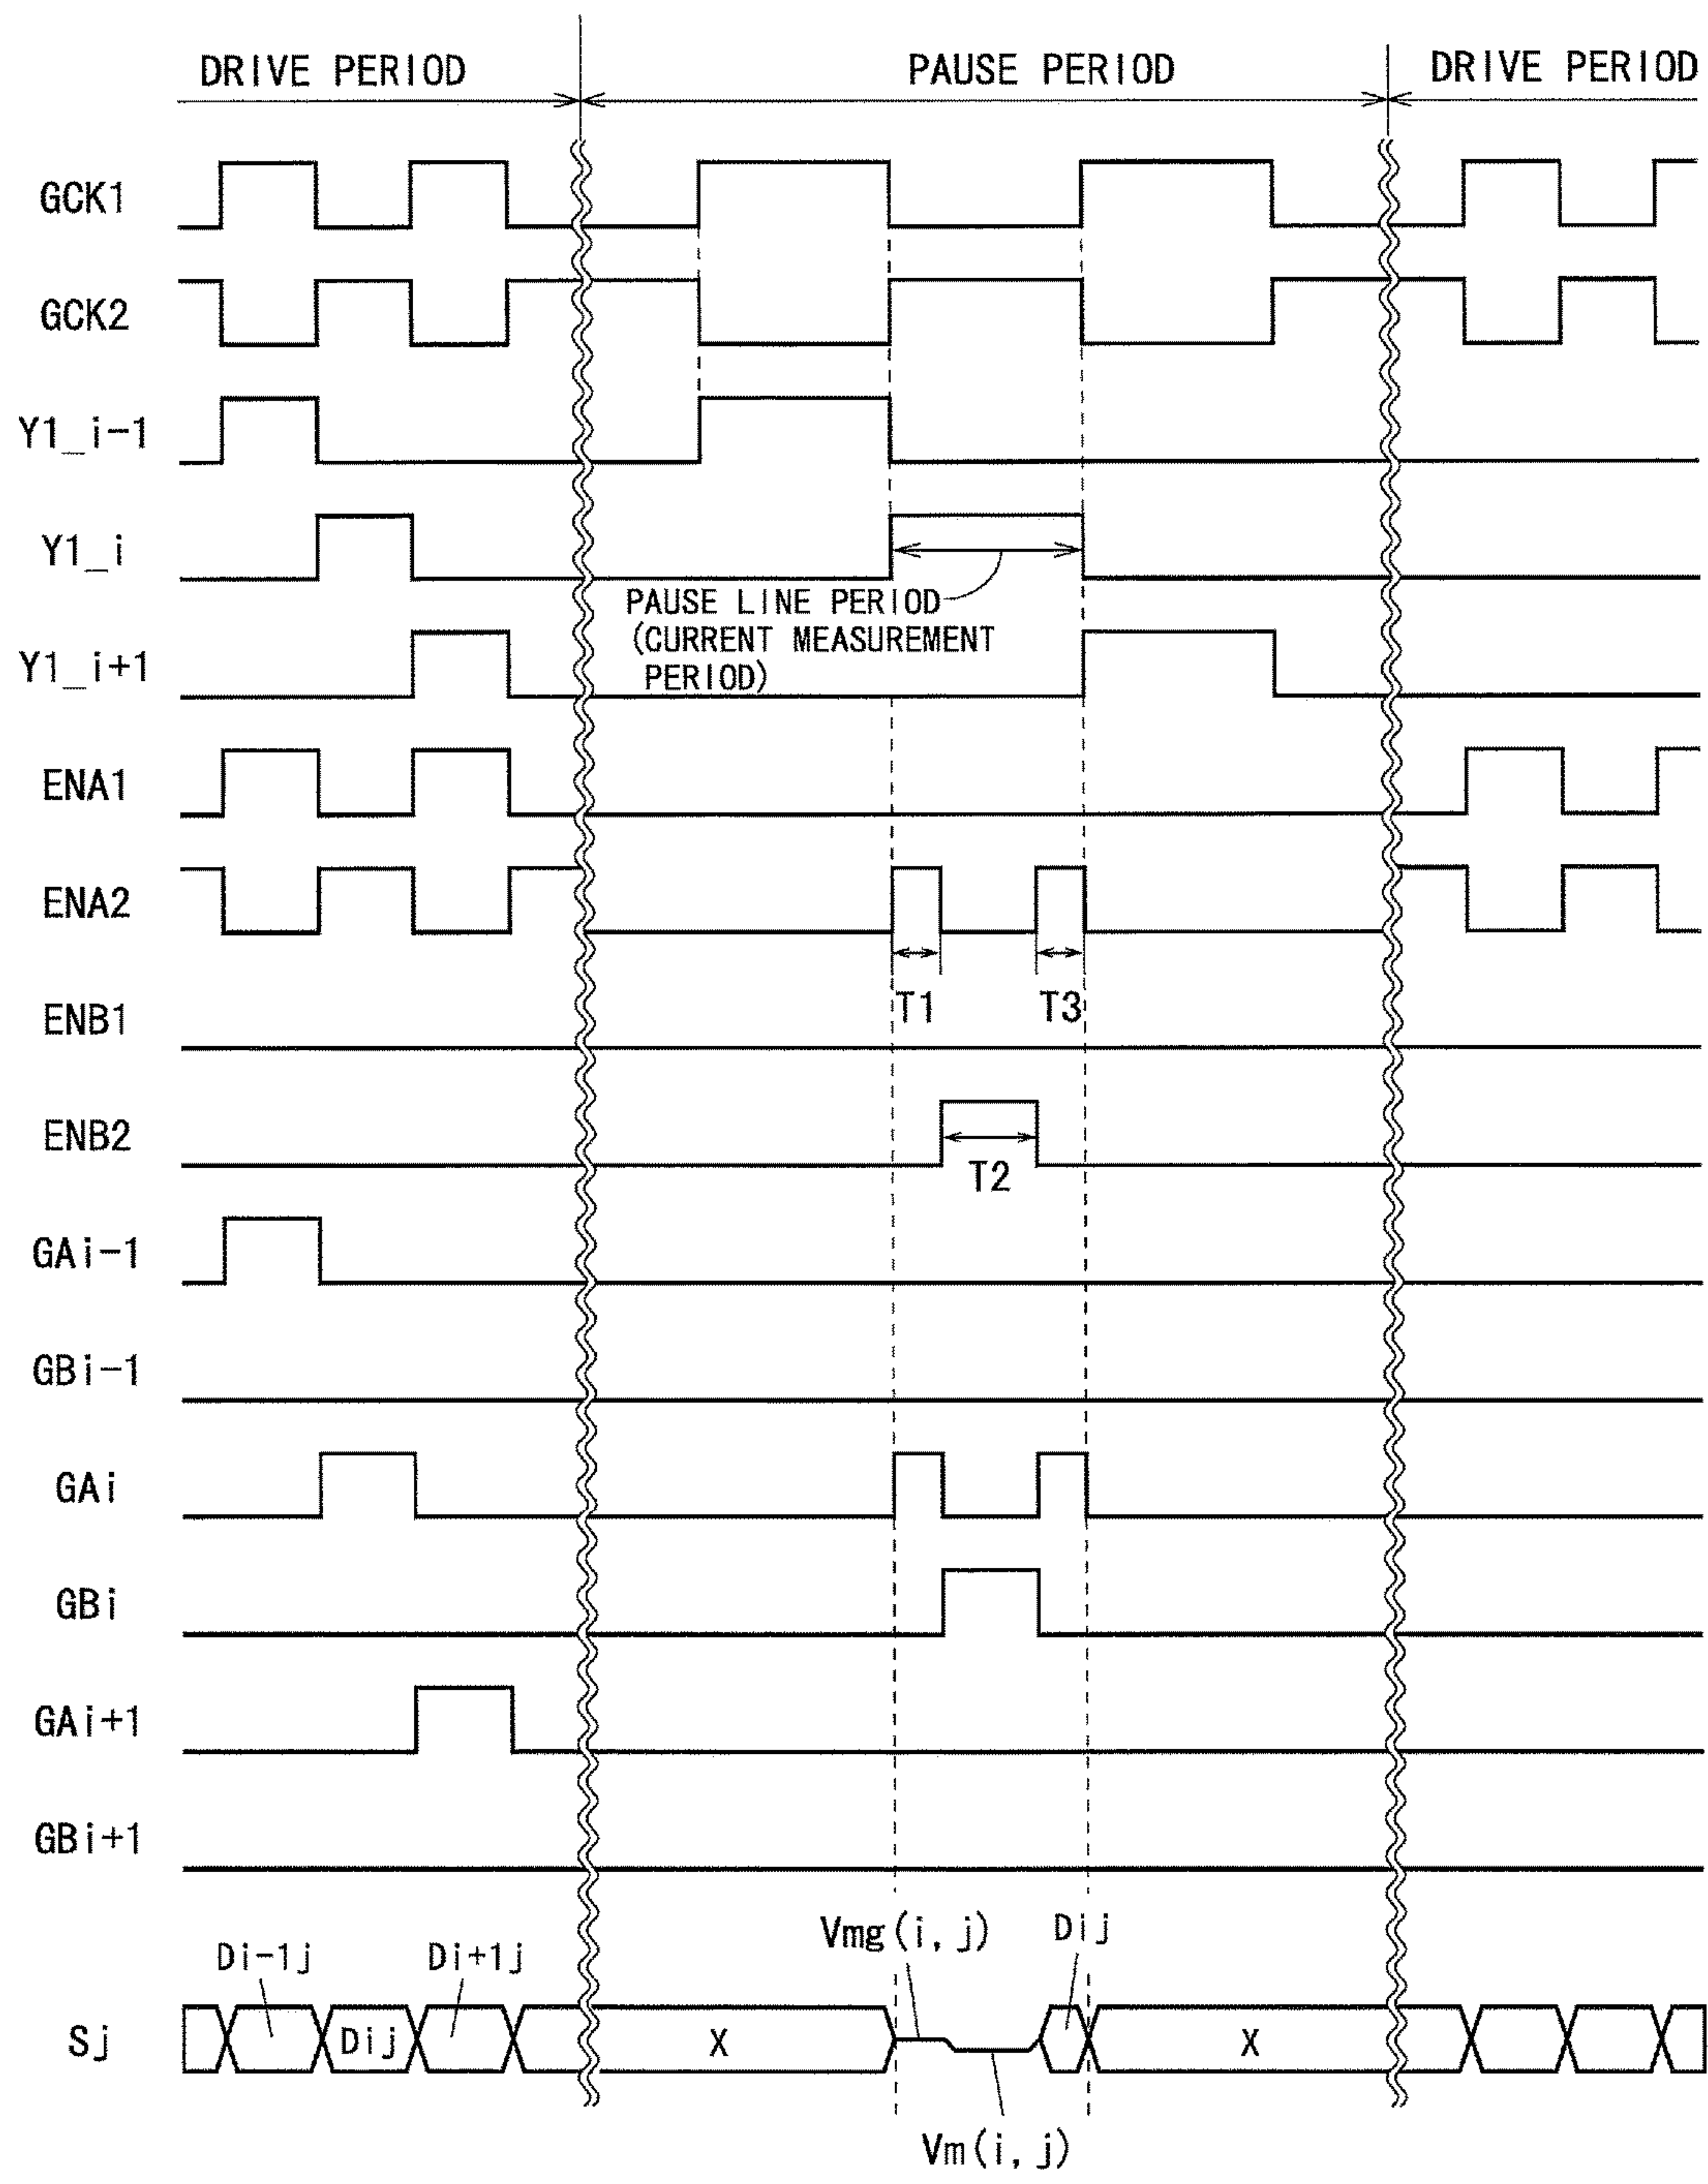 DRIVE PERIOD
PAUSE PERIOD
DRIVE PERIOD
GCK1
GCK2
Y1_i-1
Y1_i
PAUSE LINE PERIOD
(CURRENT MEASUREMENT
PERIOD)
Y1_i+1
ENA1
ENA2
T1
T3
ENB1
ENB2
T2
GAi-1
GBi-1
GAi
GBi
GAi+1
GBi+1
Vmg(i,j)
Dij
Di-1j
Di+1j
Sj
Dij
X
X
Vm(i,j)